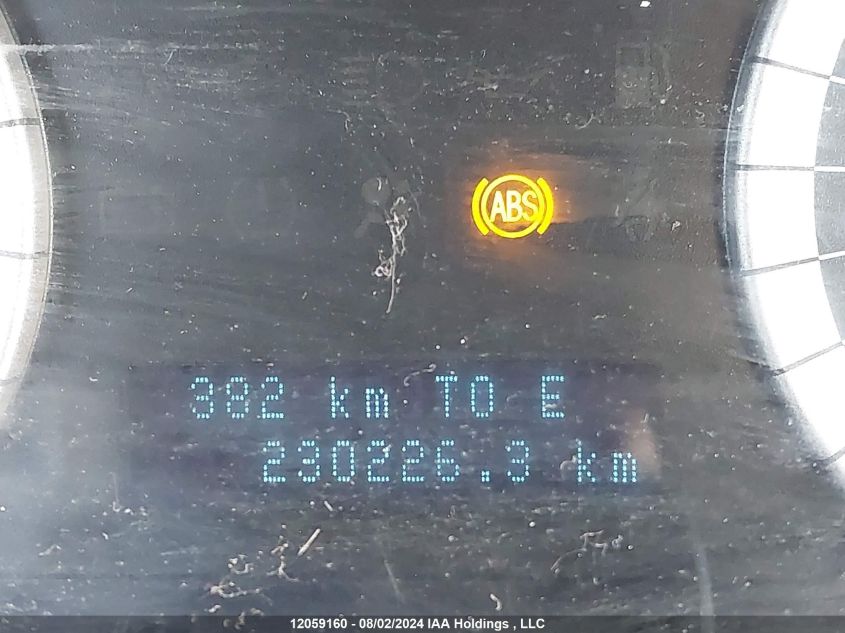 ABS
382 km TO E
230226.3 km
12059160 - 08/02/2024 IAA Holdings , LLC